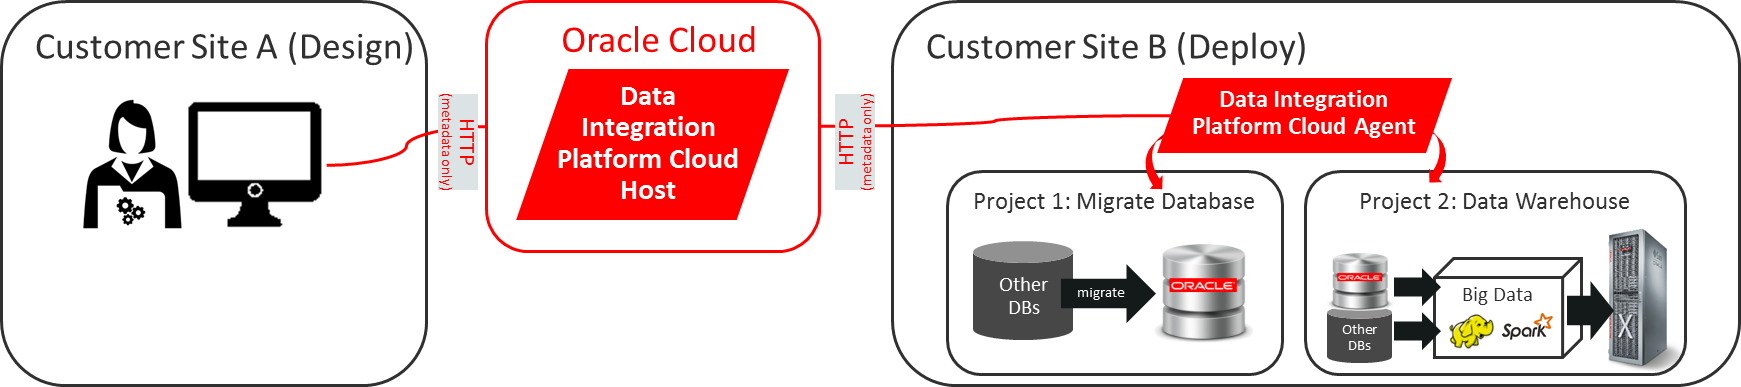 Customer Site A (Design)
HTTP
(metadata only)
Oracle Cloud
Data
Integration
Platform Cloud
Host
HTTP
(metadata only)
Customer Site B (Deploy)
Data Integration
Platform Cloud Agent
Project 1: Migrate Database
Other
DBs
migrate
ORACLE
Project 2: Data Warehouse
ORACLE
Other
DBs
Big Data
Spark
X